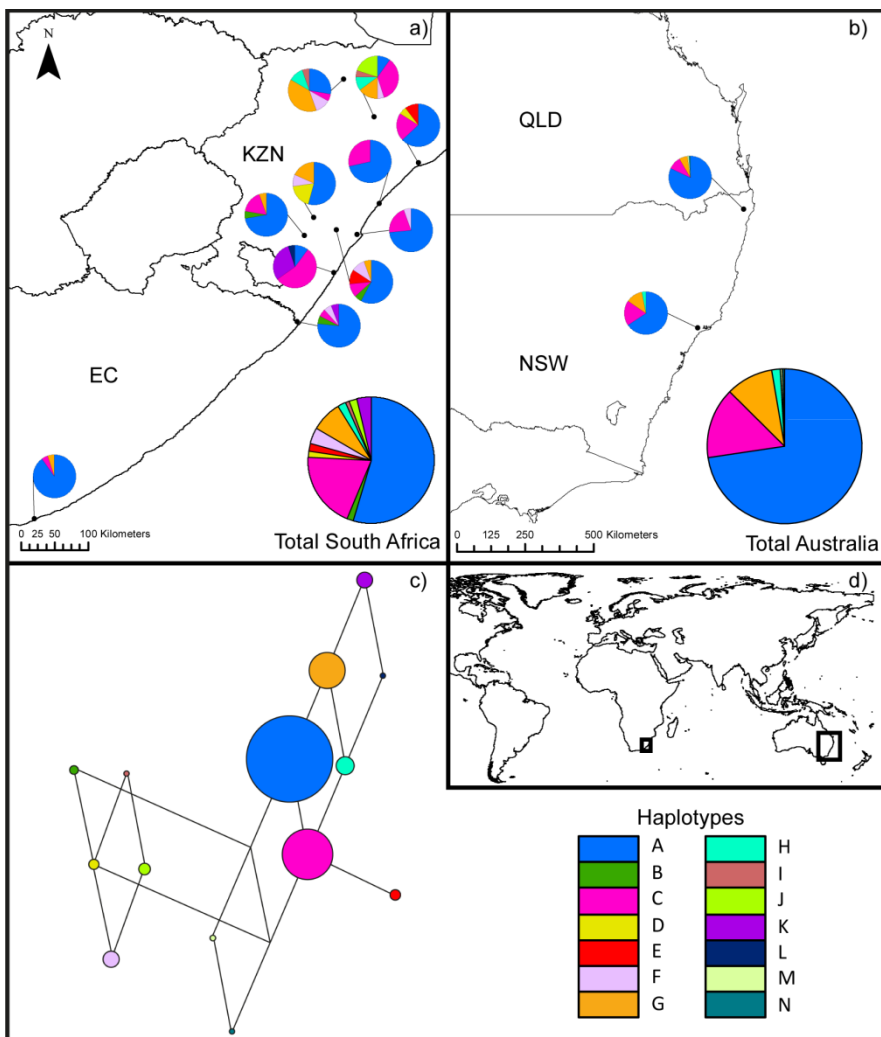 a)
N
KZN
EC
0 25 50 100 Kilometers
Total South Africa
b)
QLD
NSW
0 125 250 500 Kilometers
Total Australia
c)
d)
Haplotypes
A H
B I
C J
D K
E L
F M
G N